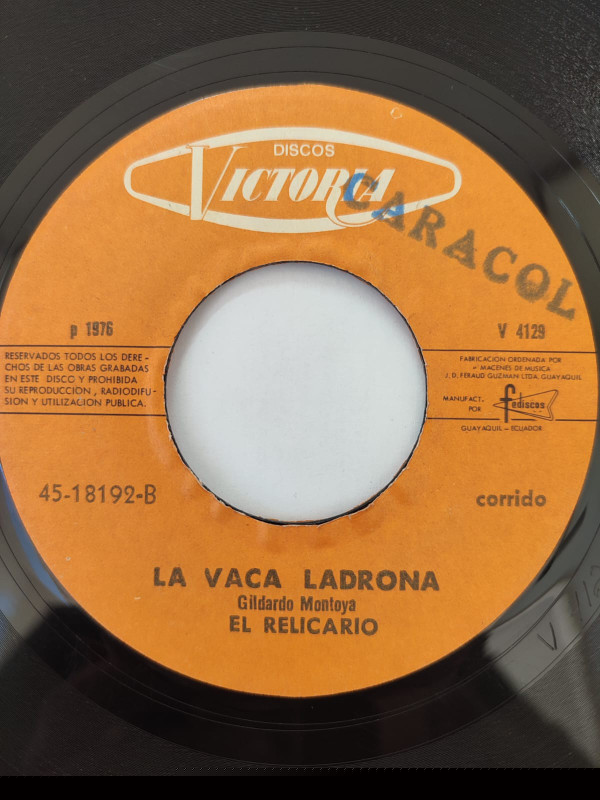 DISCOS
VICTORIA
CARACOL
p 1976
V 4129
RESERVADOS TODOS LOS DERE-
CHOS DE LAS OBRAS GRABADAS
EN ESTE DISCO Y PROHIBIDA
SU REPRODUCCION, RADIODIFU-
SION Y UTILIZACION PUBLICA.
FABRICACION ORDENADA POR
MACENES DE MUSICA
J. D. FERAUD GUZMAN LTDA, GUAYAQUIL
MANUFACT.
POR
fediscos
GUAYAQUIL - ECUADOR
45-18192-B
corrido
LA VACA LADRONA
Gildardo Montoya
EL RELICARIO